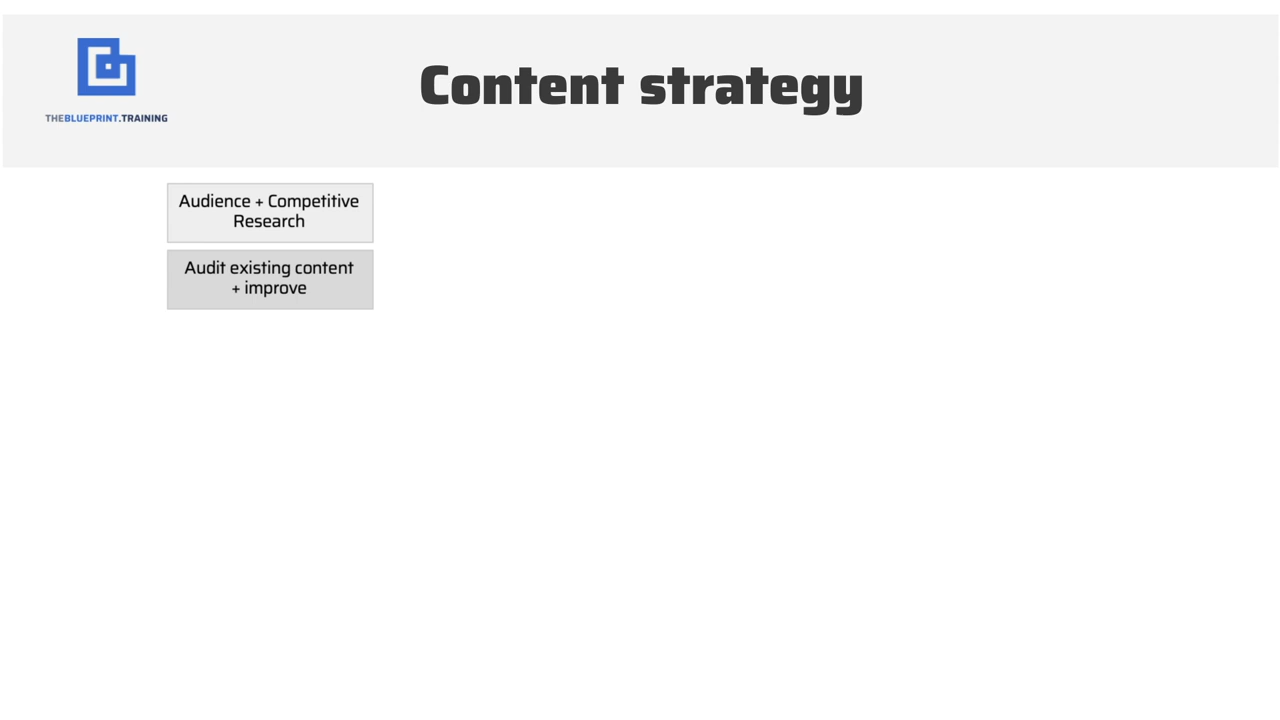 Content strategy
THEBLUEPRINT.TRAINING
Audience + Competitive
Research
Audit existing content
+ improve